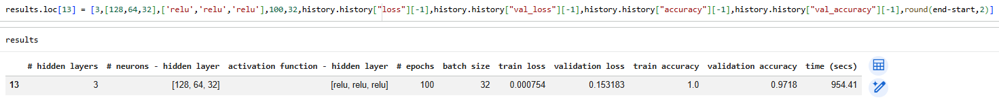 results.loc[13] = [3,[128,64,32],['relu','relu','relu'],100,32,history.history["loss"][-1],history.history["val_loss"][-1],history.history["accuracy"][-1],history.history["val_accuracy"][-1],round(end-start,2)]
results
# hidden layers # neurons - hidden layer activation function - hidden layer # epochs batch size train loss validation loss train accuracy validation accuracy time (secs)
13 3 [128, 64, 32] [relu, relu, relu] 100 32 0.000754 0.153183 1.0 0.9718 954.41